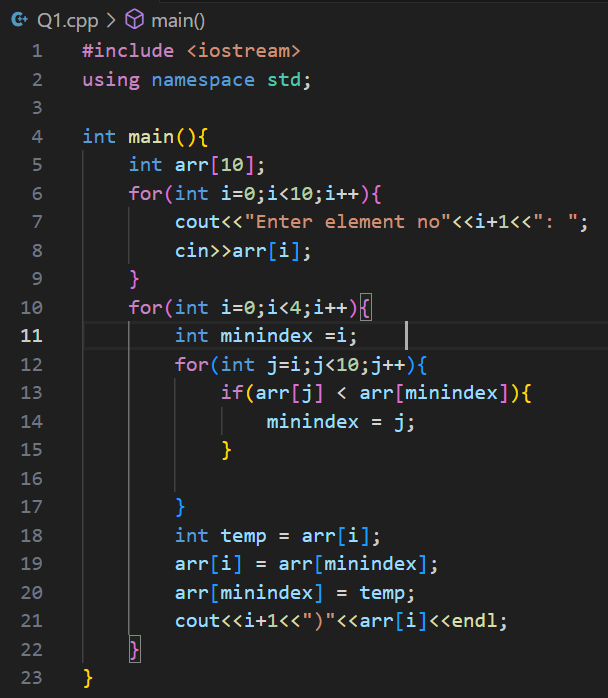 Q1.cpp > main()
1 #include <iostream>
2 using namespace std;
3
4 int main(){
5     int arr[10];
6     for(int i=0;i<10;i++){
7         cout<<"Enter element no"<<i+1<<": ";
8         cin>>arr[i];
9     }
10     for(int i=0;i<4;i++){
11         int minindex =i;
12         for(int j=i;j<10;j++){
13             if(arr[j] < arr[minindex]){
14                 minindex = j;
15             }
16
17         }
18         int temp = arr[i];
19         arr[i] = arr[minindex];
20         arr[minindex] = temp;
21         cout<<i+1<<")"<<arr[i]<<endl;
22     }
23 }